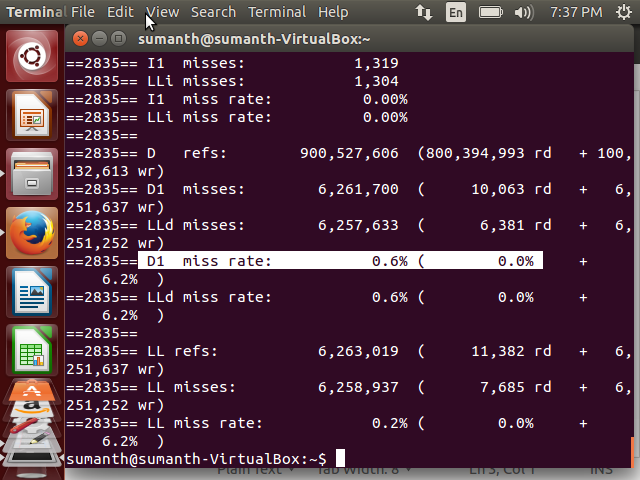 Terminal File Edit View Search Terminal Help En 7:37 PM
sumanth@sumanth-VirtualBox:~
==2835== I1  misses:            1,319
==2835== LLi misses:            1,304
==2835== I1  miss rate:          0.00%
==2835== LLi miss rate:          0.00%
==2835==
==2835== D   refs:        900,527,606  (800,394,993 rd   + 100,
132,613 wr)
==2835== D1  misses:        6,261,700  (     10,063 rd   +   6,
251,637 wr)
==2835== LLd misses:        6,257,633  (      6,381 rd   +   6,
251,252 wr)
==2835== D1  miss rate:           0.6% (        0.0%     +
    6.2%  )
==2835== LLd miss rate:           0.6% (        0.0%     +
    6.2%  )
==2835==
==2835== LL refs:           6,263,019  (     11,382 rd   +   6,
251,637 wr)
==2835== LL misses:         6,258,937  (      7,685 rd   +   6,
251,252 wr)
==2835== LL miss rate:            0.2% (        0.0%     +
    6.2%  )
sumanth@sumanth-VirtualBox:~$
Plain Text Tab Width: 8 Ln 5, Col 1 INS